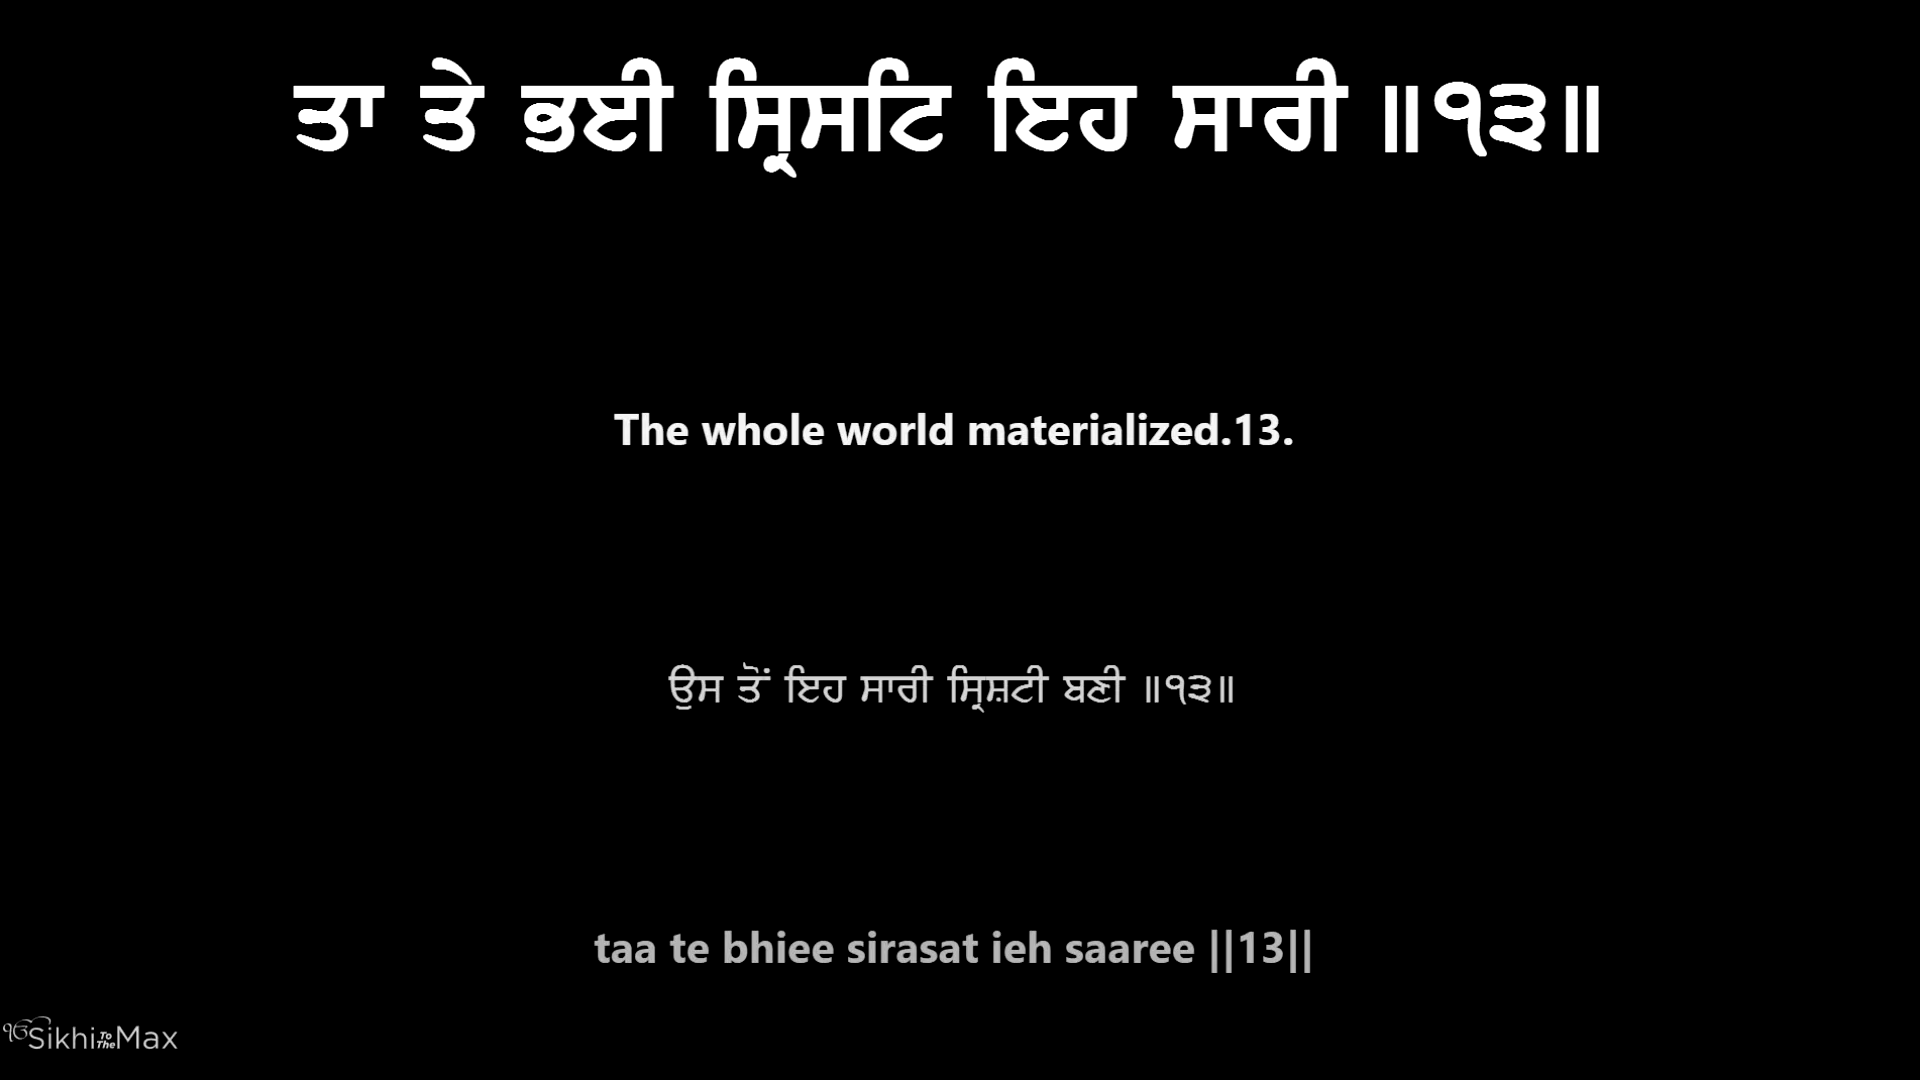 ਤਾ ਤੇ ਭਈ ਸ੍ਰਿਸਟਿ ਇਹ ਸਾਰੀ ॥੧੩॥
The whole world materialized.13.
ਉਸ ਤੋਂ ਇਹ ਸਾਰੀ ਸ੍ਰਿਸ਼ਟੀ ਬਣੀ ॥੧੩॥
taa te bhiee sirasat ieh saaree ||13||
ੴSikhiToTheMax